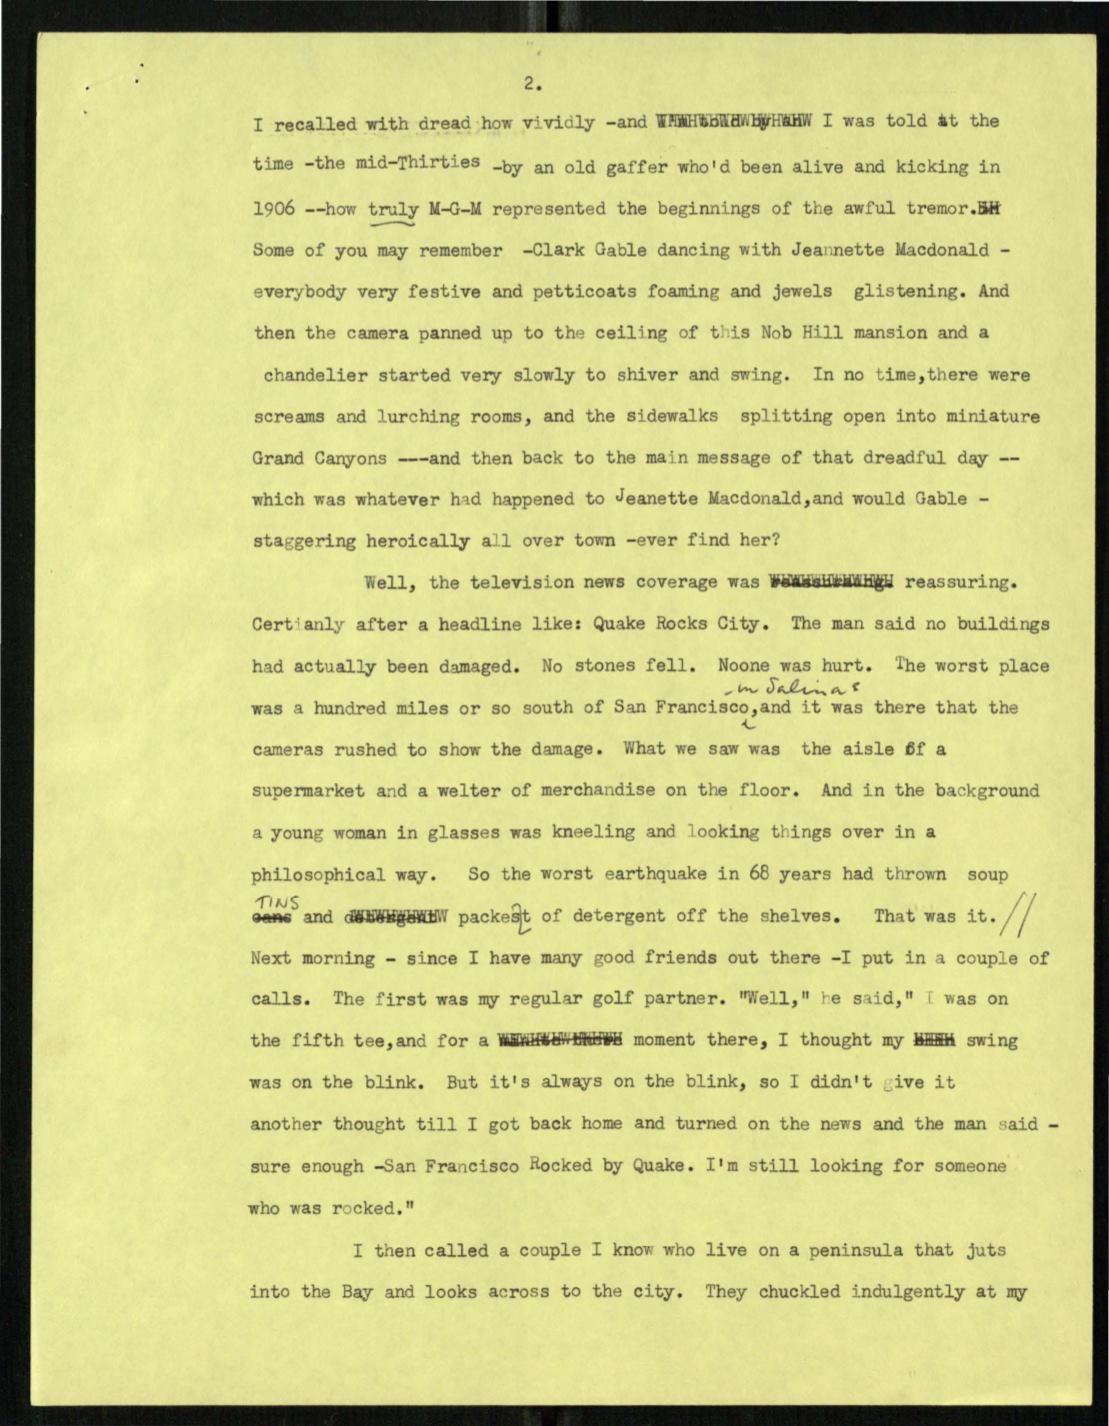 2.
I recalled with dread how vividly -and I was told at the
time -the mid-Thirties -by an old gaffer who'd been alive and kicking in
1906 --how truly M-G-M represented the beginnings of the awful tremor.
Some of you may remember -Clark Gable dancing with Jeannette Macdonald -
everybody very festive and petticoats foaming and jewels glistening. And
then the camera panned up to the ceiling of this Nob Hill mansion and a
chandelier started very slowly to shiver and swing. In no time,there were
screams and lurching rooms, and the sidewalks splitting open into miniature
Grand Canyons ---and then back to the main message of that dreadful day --
which was whatever had happened to Jeanette Macdonald,and would Gable -
staggering heroically all over town -ever find her?
Well, the television news coverage was reassuring.
Certianly after a headline like: Quake Rocks City. The man said no buildings
had actually been damaged. No stones fell. Noone was hurt. The worst place
-in Salinas
was a hundred miles or so south of San Francisco,and it was there that the
cameras rushed to show the damage. What we saw was the aisle of a
supermarket and a welter of merchandise on the floor. And in the background
a young woman in glasses was kneeling and looking things over in a
philosophical way. So the worst earthquake in 68 years had thrown soup
TINS
cans and packest of detergent off the shelves. That was it. //
Next morning - since I have many good friends out there -I put in a couple of
calls. The first was my regular golf partner. "Well," he said," I was on
the fifth tee,and for a moment there, I thought my swing
was on the blink. But it's always on the blink, so I didn't give it
another thought till I got back home and turned on the news and the man said -
sure enough -San Francisco Rocked by Quake. I'm still looking for someone
who was rocked."
I then called a couple I know who live on a peninsula that juts
into the Bay and looks across to the city. They chuckled indulgently at my